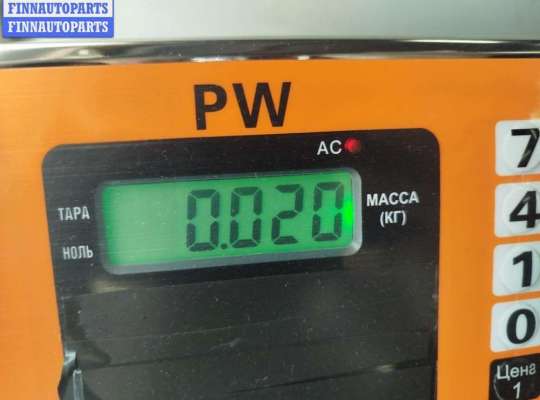 FINNAUTOPARTS
FINNAUTOPARTS
PW
AC
ТАРА
НОЛЬ
0.020
МАССА
(КГ)
7
4
1
0
Цена
1